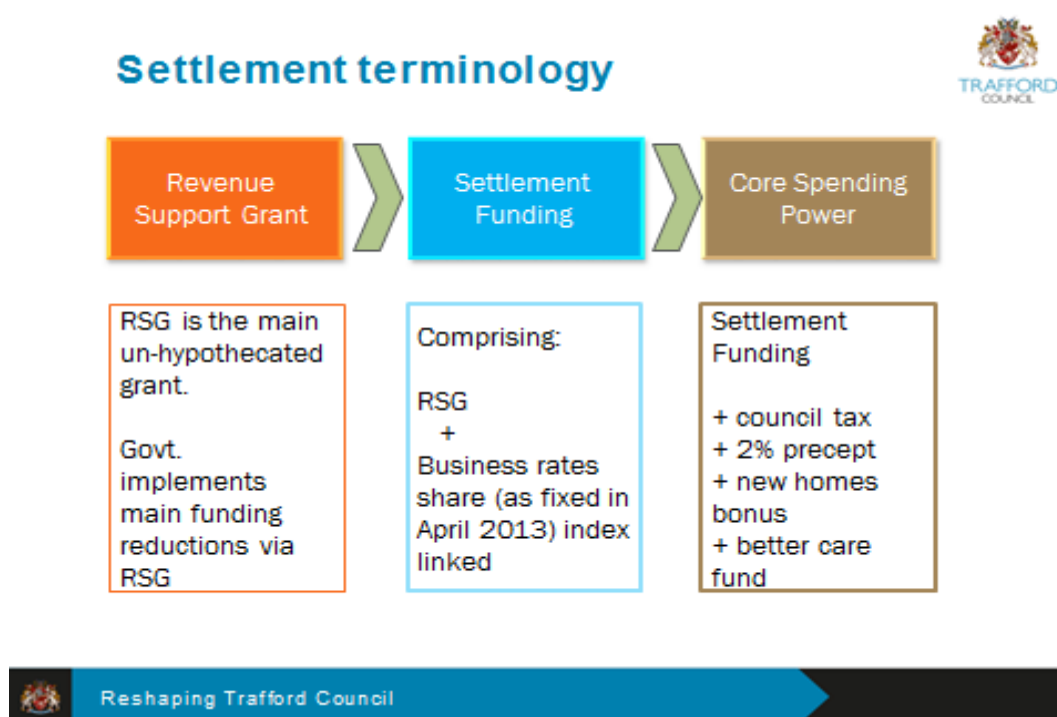 Settlement terminology
TRAFFORD
COUNCIL
Revenue
Support Grant
Settlement
Funding
Core Spending
Power
RSG is the main
un-hypothecated
grant.
Govt.
implements
main funding
reductions via
RSG
Comprising:
RSG
+
Business rates
share (as fixed in
April 2013) index
linked
Settlement
Funding
+ council tax
+ 2% precept
+ new homes
bonus
+ better care
fund
Reshaping Trafford Council